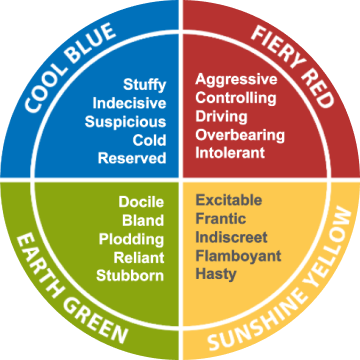 COOL BLUE
Stuffy
Indecisive
Suspicious
Cold
Reserved
FIERY RED
Aggressive
Controlling
Driving
Overbearing
Intolerant
EARTH GREEN
Docile
Bland
Plodding
Reliant
Stubborn
SUNSHINE YELLOW
Excitable
Frantic
Indiscreet
Flamboyant
Hasty